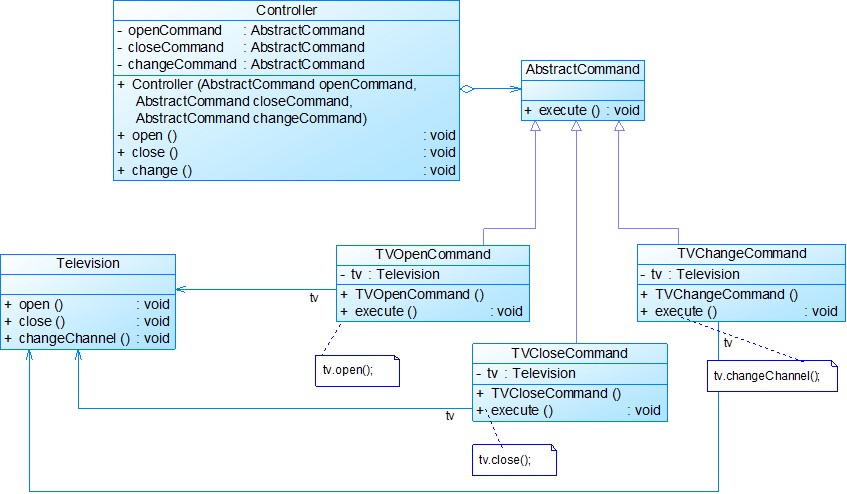 Controller
- openCommand : AbstractCommand
- closeCommand : AbstractCommand
- changeCommand : AbstractCommand
+ Controller (AbstractCommand openCommand,
AbstractCommand closeCommand,
AbstractCommand changeCommand)
+ open () : void
+ close () : void
+ change () : void
AbstractCommand
+ execute () : void
Television
+ open () : void
+ close () : void
+ changeChannel () : void
tv
TVOpenCommand
- tv : Television
+ TVOpenCommand ()
+ execute () : void
tv.open();
TVChangeCommand
- tv : Television
+ TVChangeCommand ()
+ execute () : void
tv
tv.changeChannel();
TVCloseCommand
- tv : Television
+ TVCloseCommand ()
+ execute () : void
tv
tv.close();